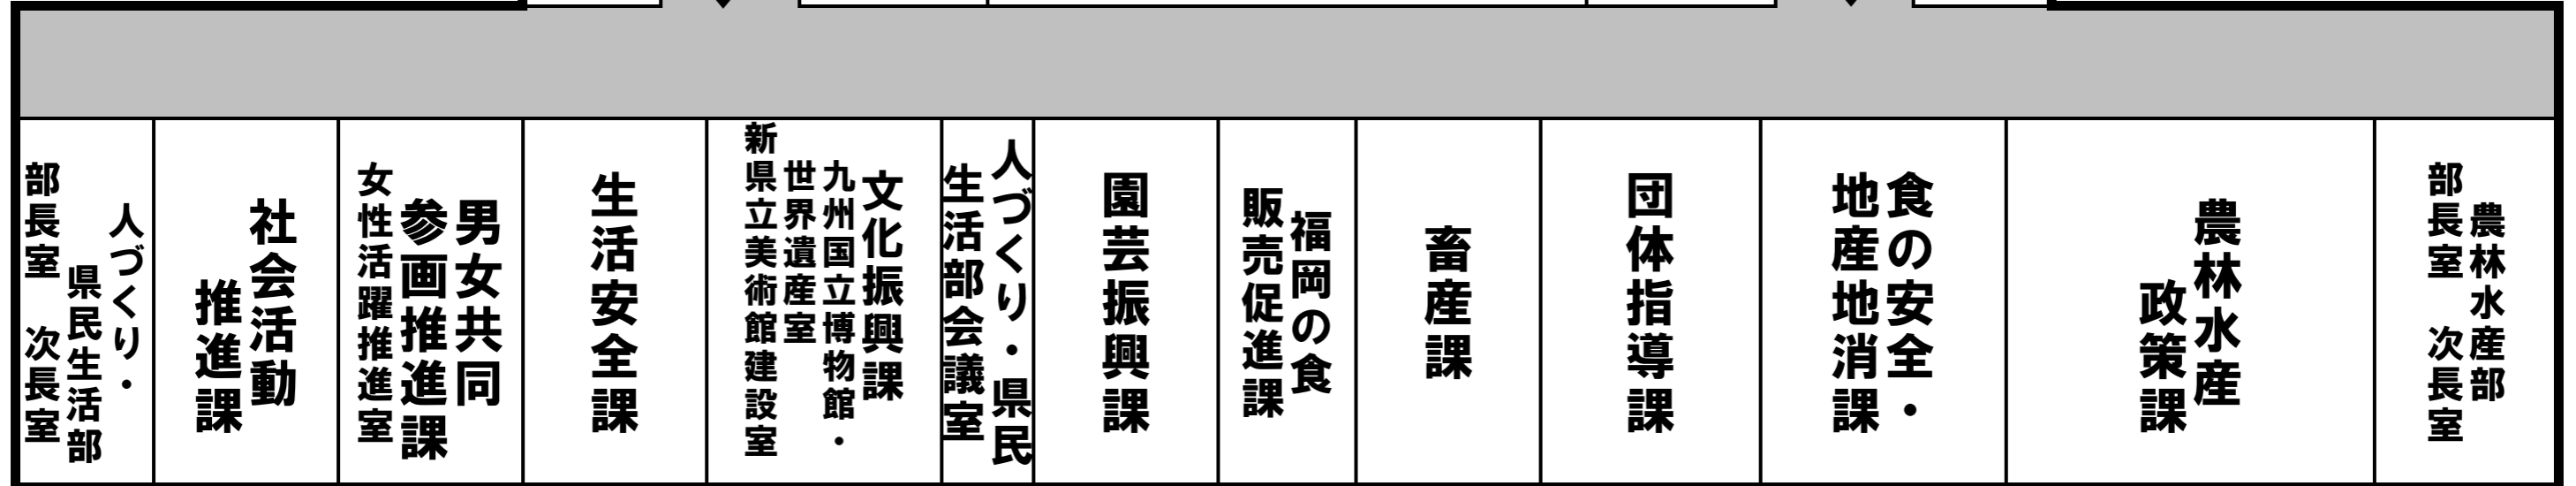 農林水産部
部長室 次長室
農林水産
政策課
食の安全・
地産地消課
団体指導課
畜産課
福岡の食
販売促進課
園芸振興課
人づくり・県民
生活部会議室
文化振興課
九州国立博物館・
世界遺産室
新県立美術館建設室
生活安全課
男女共同
参画推進課
女性活躍推進室
社会活動
推進課
人づくり・
県民生活部
部長室 次長室